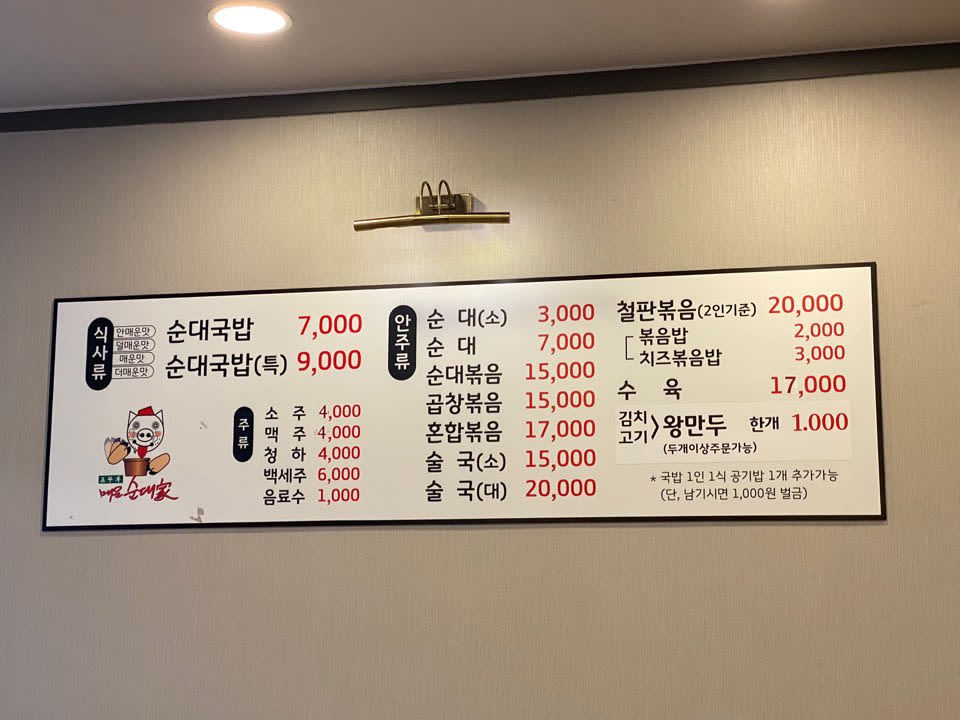 식사류
안매운맛
덜매운맛
매운맛
더매운맛
순대국밥 7,000
순대국밥(특) 9,000
매운 순대家
주류
소 주 4,000
맥 주 4,000
청 하 4,000
백세주 6,000
음료수 1,000
안주류
순 대(소) 3,000
순 대 7,000
순대볶음 15,000
곱창볶음 15,000
혼합볶음 17,000
술 국(소) 15,000
술 국(대) 20,000
철판볶음(2인기준) 20,000
볶음밥 2,000
치즈볶음밥 3,000
수 육 17,000
김치
고기 〉왕만두 한개 1.000
(두개이상주문가능)
* 국밥 1인 1식 공기밥 1개 추가가능
(단, 남기시면 1,000원 벌금)